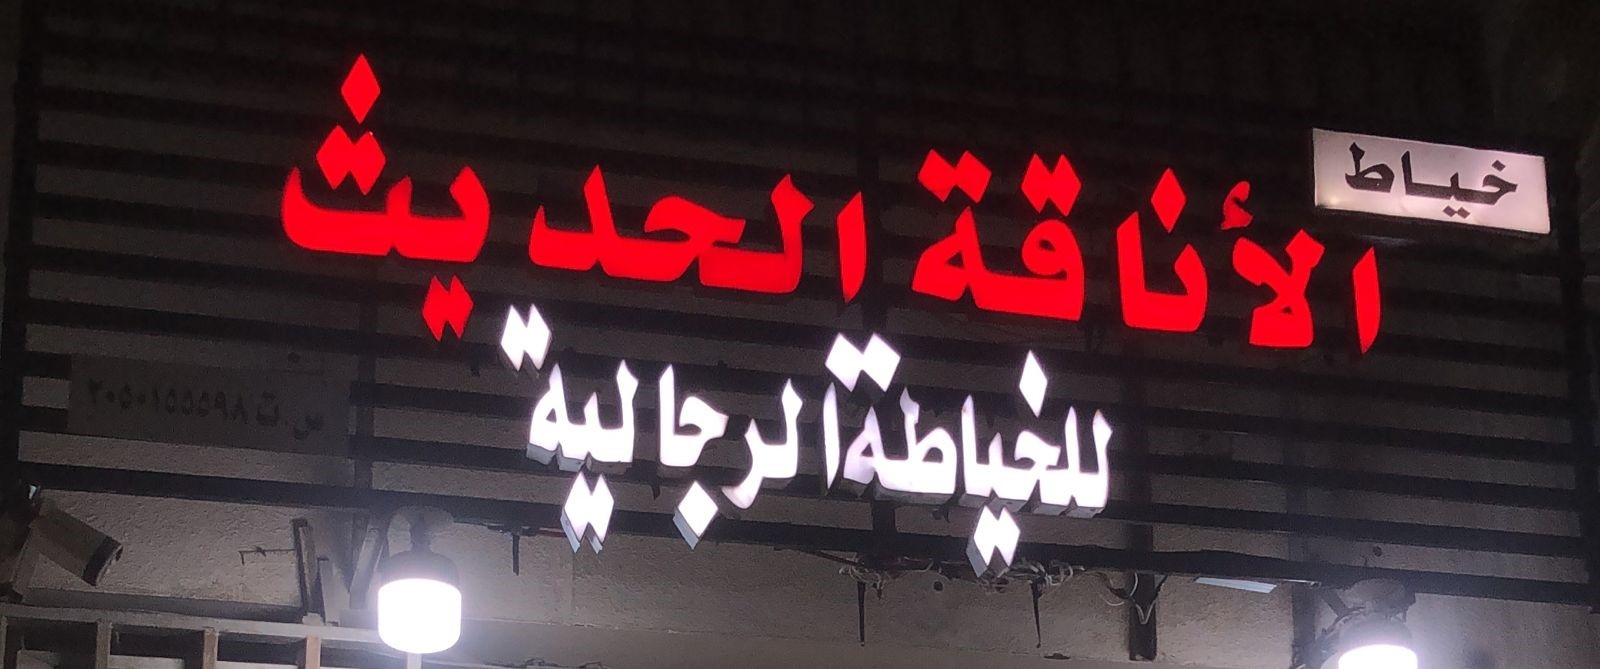 خياط
الأناقة الحديث
للخياطة الرجالية
س.ت ٢٠٥٠١٥٥٥٩٨